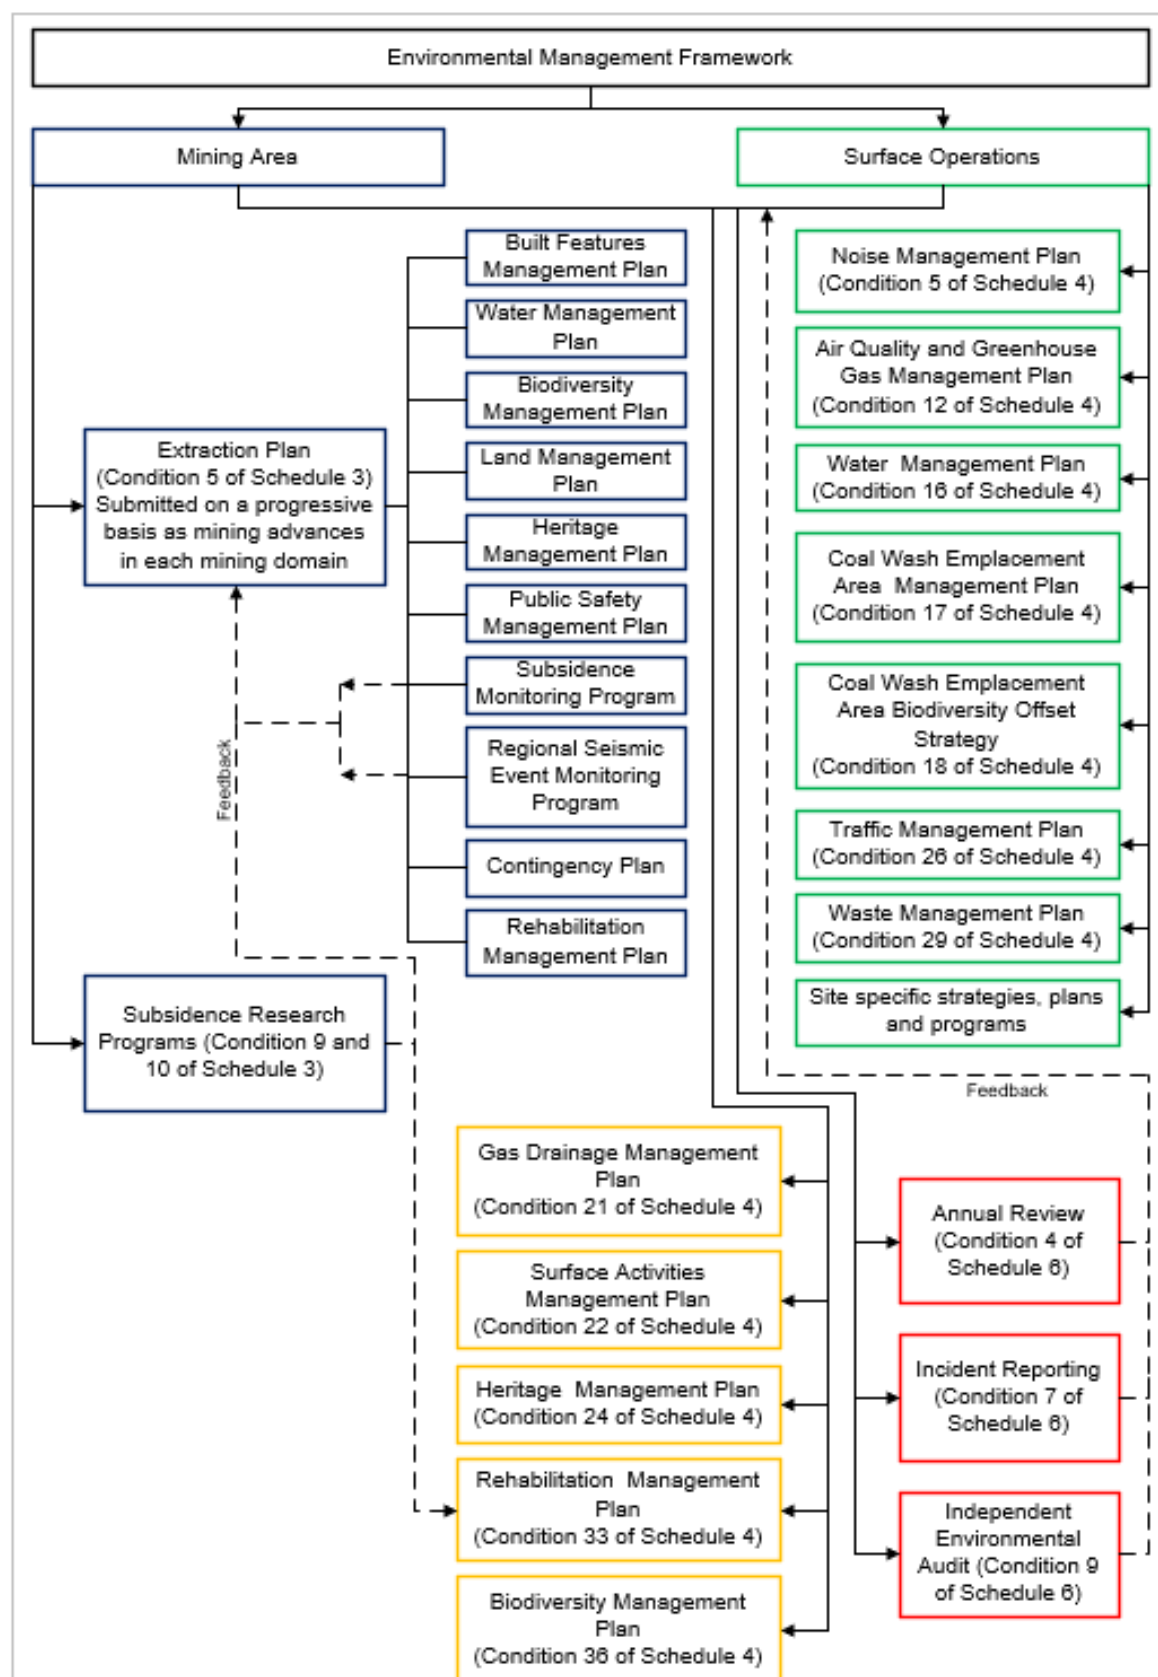 Environmental Management Framework
Mining Area
Surface Operations
Built Features
Management Plan
Water Management
Plan
Biodiversity
Management Plan
Land Management
Plan
Heritage
Management Plan
Public Safety
Management Plan
Subsidence
Monitoring Program
Regional Seismic
Event Monitoring
Program
Contingency Plan
Rehabilitation
Management Plan
Extraction Plan
(Condition 5 of Schedule 3)
Submitted on a progressive
basis as mining advances
in each mining domain
Feedback
Subsidence Research
Programs (Condition 9 and
10 of Schedule 3)
Noise Management Plan
(Condition 5 of Schedule 4)
Air Quality and Greenhouse
Gas Management Plan
(Condition 12 of Schedule 4)
Water Management Plan
(Condition 16 of Schedule 4)
Coal Wash Emplacement
Area Management Plan
(Condition 17 of Schedule 4)
Coal Wash Emplacement
Area Biodiversity Offset
Strategy
(Condition 18 of Schedule 4)
Traffic Management Plan
(Condition 26 of Schedule 4)
Waste Management Plan
(Condition 29 of Schedule 4)
Site specific strategies, plans
and programs
Feedback
Gas Drainage Management
Plan
(Condition 21 of Schedule 4)
Surface Activities
Management Plan
(Condition 22 of Schedule 4)
Heritage Management Plan
(Condition 24 of Schedule 4)
Rehabilitation Management
Plan
(Condition 33 of Schedule 4)
Biodiversity Management
Plan
(Condition 36 of Schedule 4)
Annual Review
(Condition 4 of
Schedule 6)
Incident Reporting
(Condition 7 of
Schedule 6)
Independent
Environmental
Audit (Condition 9
of Schedule 6)